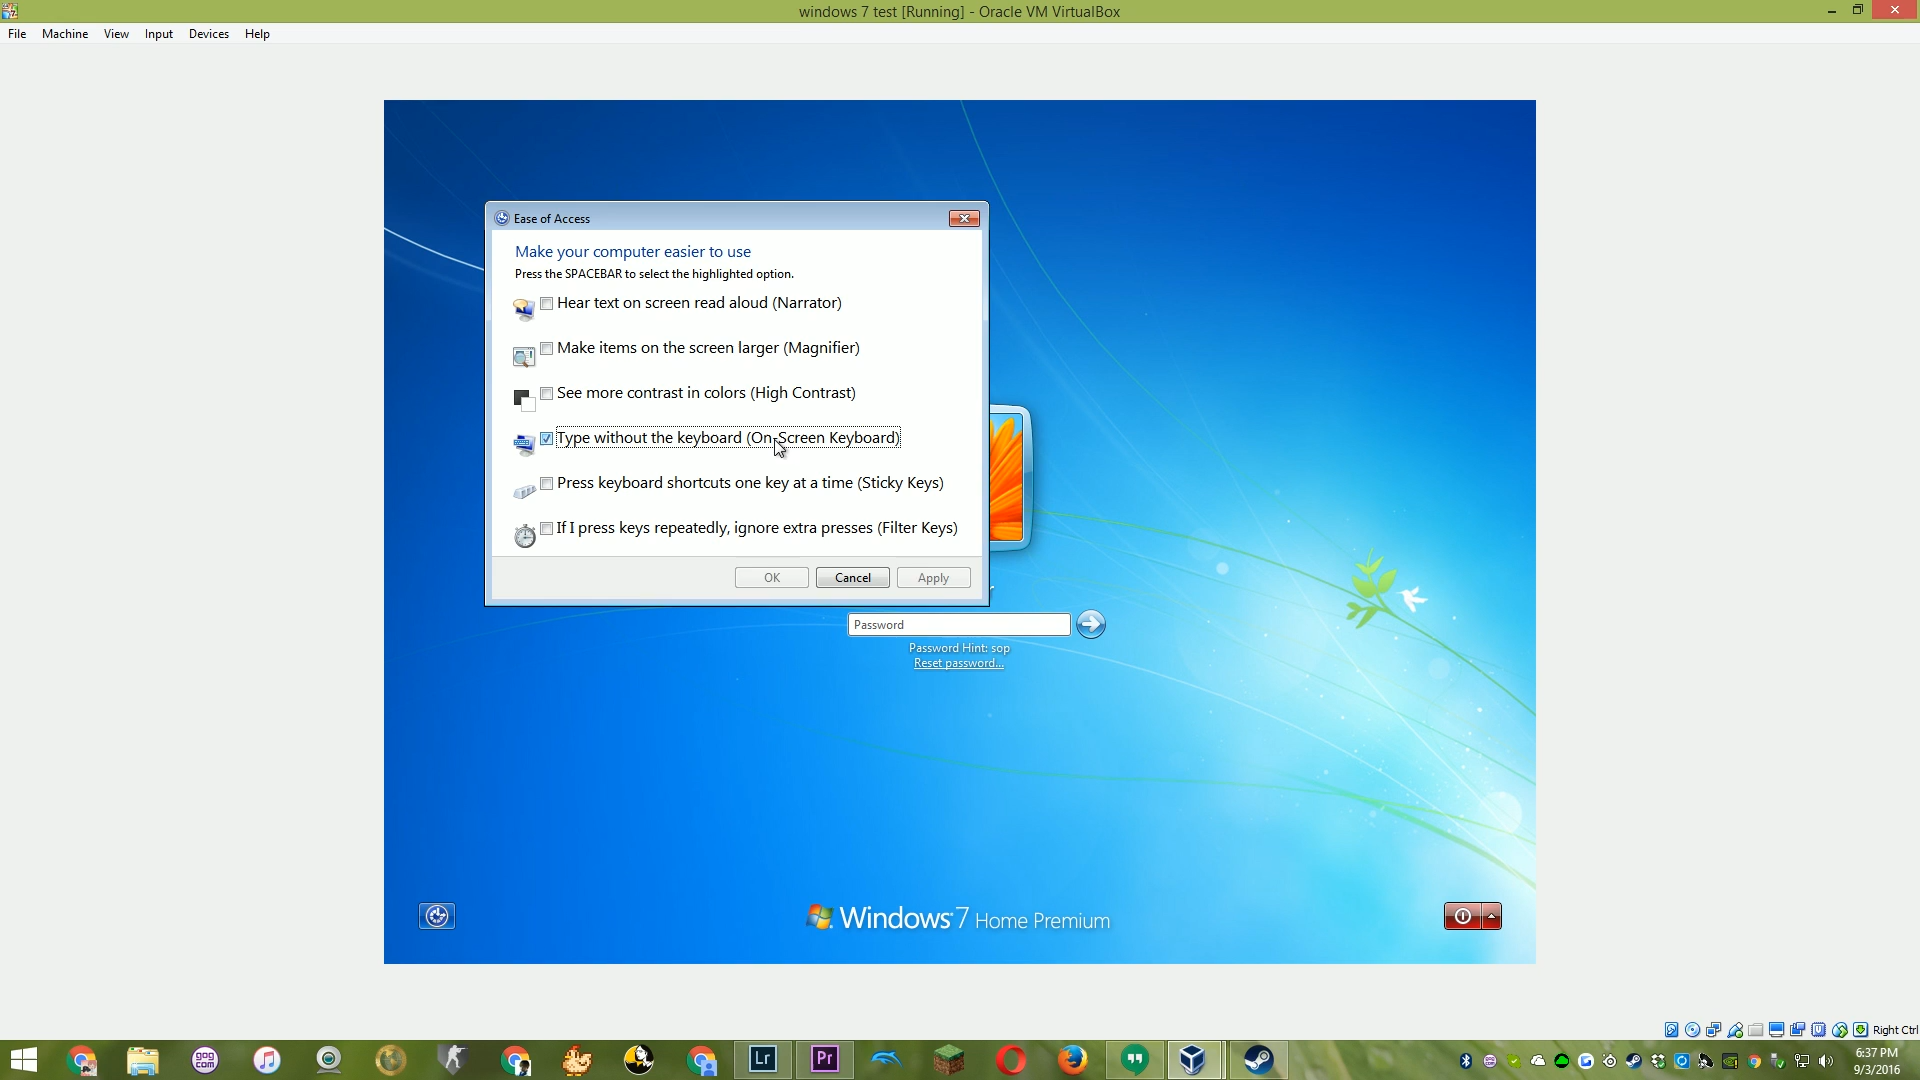 windows 7 test [Running] - Oracle VM VirtualBox
File Machine View Input Devices Help
Ease of Access
Make your computer easier to use
Press the SPACEBAR to select the highlighted option.
Hear text on screen read aloud (Narrator)
Make items on the screen larger (Magnifier)
See more contrast in colors (High Contrast)
Type without the keyboard (On-Screen Keyboard)
Press keyboard shortcuts one key at a time (Sticky Keys)
If I press keys repeatedly, ignore extra presses (Filter Keys)
OK Cancel Apply
Password
Password Hint: sop
Reset password...
Windows 7 Home Premium
Right Ctrl
gog com
Lr
Pr
6:37 PM
9/3/2016